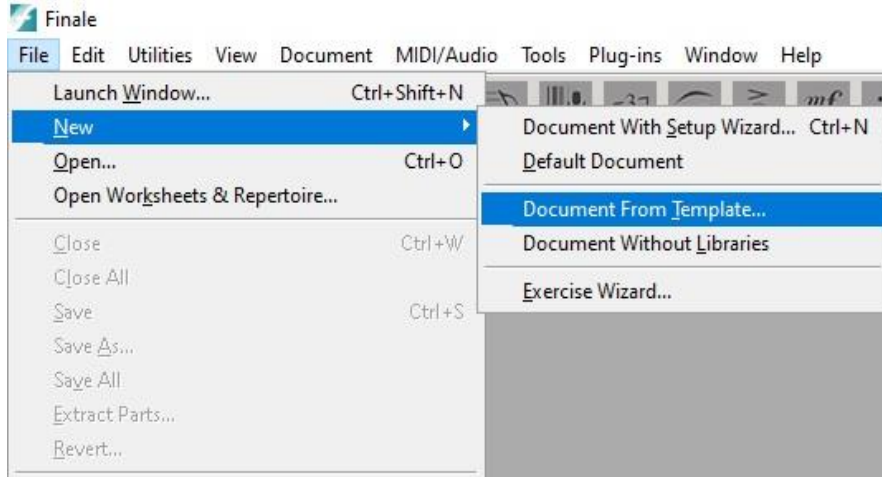 Finale
File Edit Utilities View Document MIDI/Audio Tools Plug-ins Window Help
Launch Window... Ctrl+Shift+N
New
Open... Ctrl+O
Open Worksheets & Repertoire...
Close Ctrl+W
Close All
Save Ctrl+S
Save As...
Save All
Extract Parts...
Revert...
Document With Setup Wizard... Ctrl+N
Default Document
Document From Template...
Document Without Libraries
Exercise Wizard...